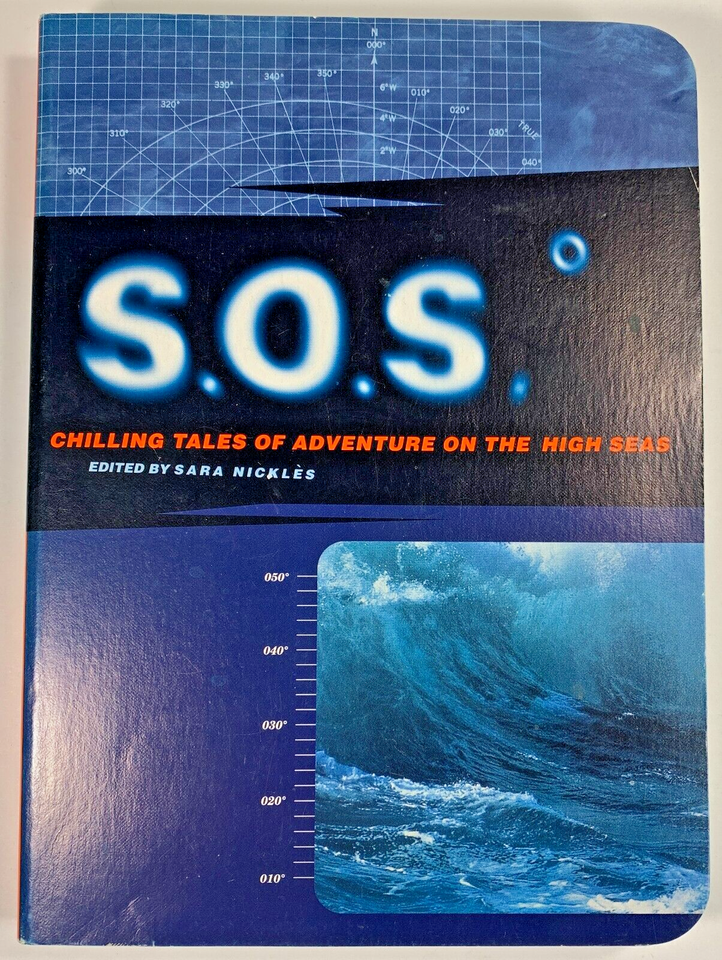 N
000°
A
350°
340°
330°
320°
310°
300°
6°W
4°W
2°W
010°
020°
030°
TRUE
040°
S.O.S.°
CHILLING TALES OF ADVENTURE ON THE HIGH SEAS
EDITED BY SARA NICKLÈS
050°
040°
030°
020°
010°